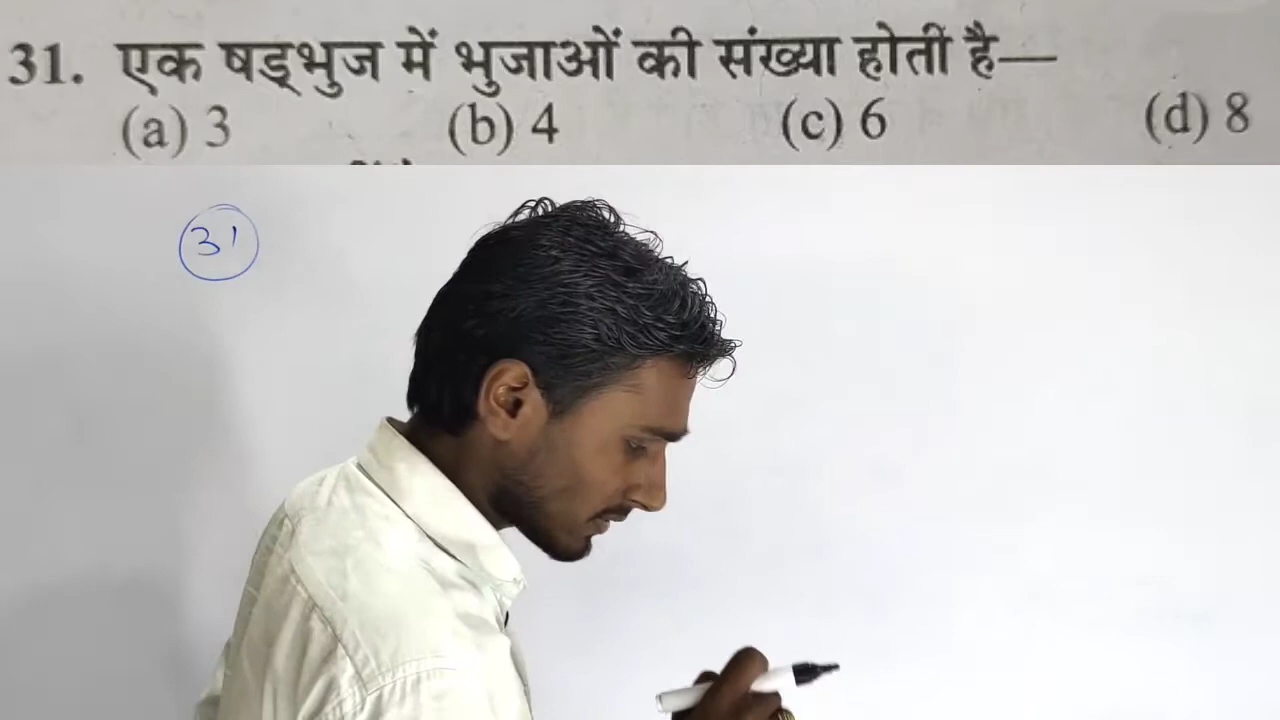 31. एक षड्भुज में भुजाओं की संख्या होती है—
(a) 3 (b) 4 (c) 6 (d) 8
31